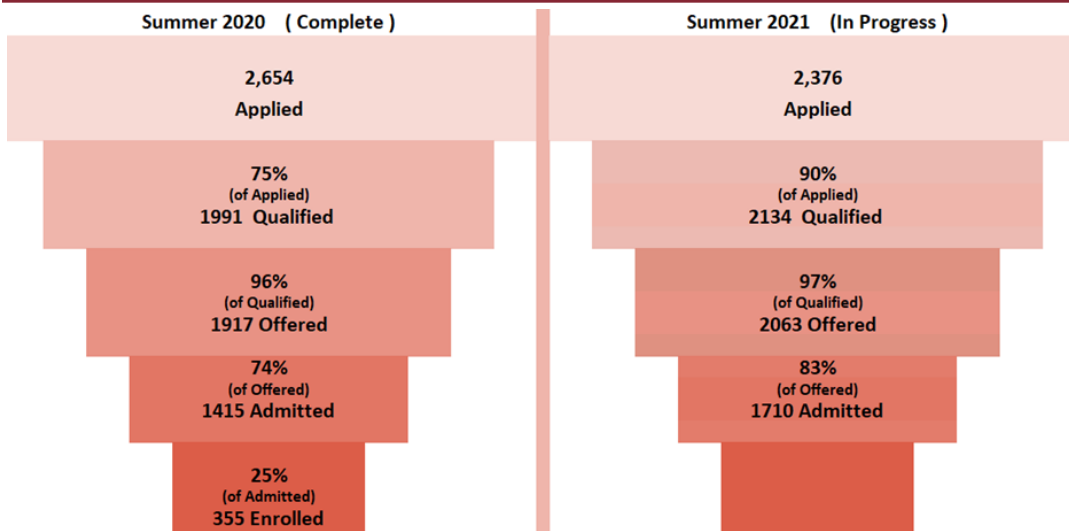 Summer 2020 ( Complete )
2,654
Applied
75%
(of Applied)
1991 Qualified
96%
(of Qualified)
1917 Offered
74%
(of Offered)
1415 Admitted
25%
(of Admitted)
355 Enrolled
Summer 2021 (In Progress )
2,376
Applied
90%
(of Applied)
2134 Qualified
97%
(of Qualified)
2063 Offered
83%
(of Offered)
1710 Admitted